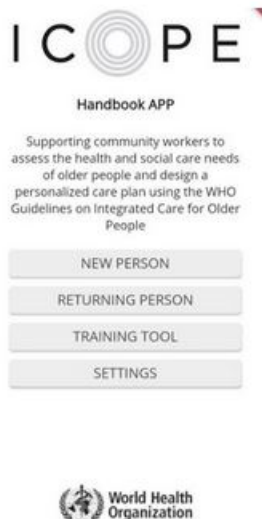 ICOPE
Handbook APP
Supporting community workers to
assess the health and social care needs
of older people and design a
personalized care plan using the WHO
Guidelines on Integrated Care for Older
People
NEW PERSON
RETURNING PERSON
TRAINING TOOL
SETTINGS
World Health
Organization